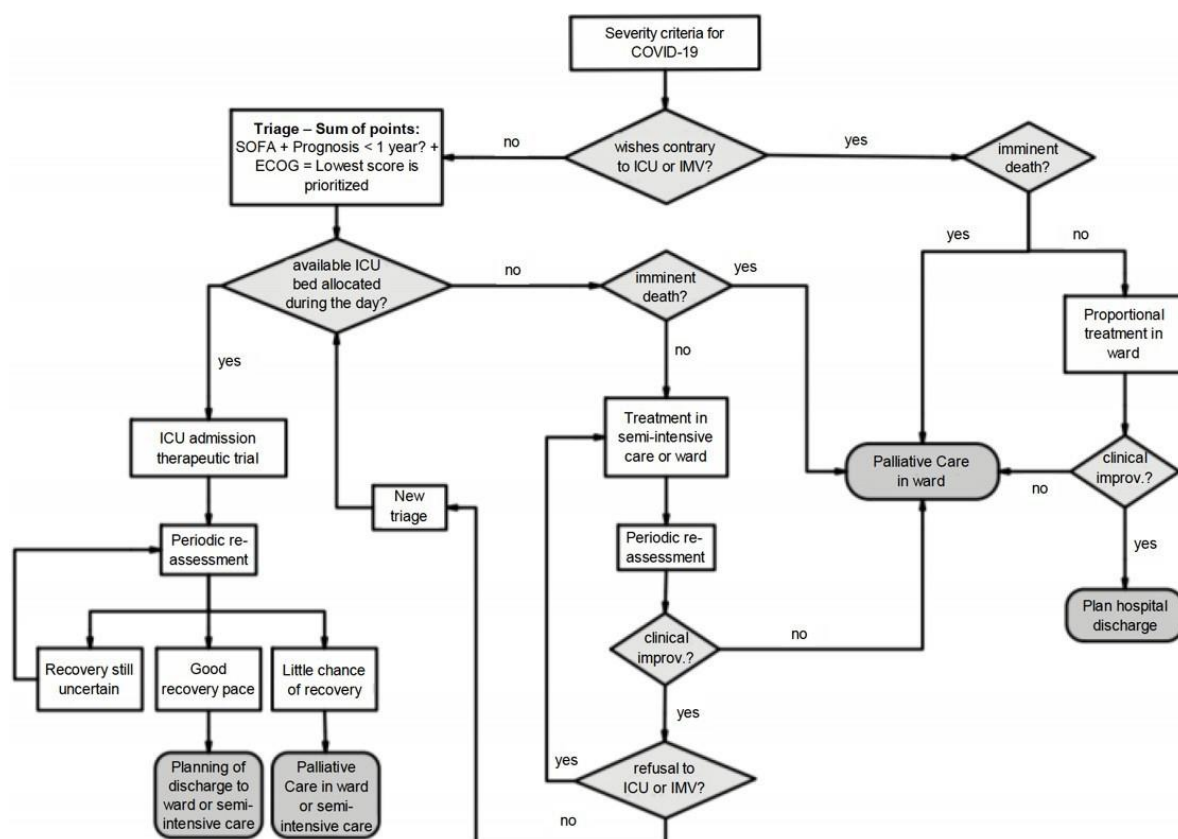 Severity criteria for
COVID-19
Triage – Sum of points:
SOFA + Prognosis < 1 year? +
ECOG = Lowest score is
prioritized
no
wishes contrary
to ICU or IMV?
yes
imminent
death?
yes
no
available ICU
bed allocated
during the day?
no
imminent
death?
yes
Proportional
treatment in
ward
yes
no
ICU admission
therapeutic trial
Treatment in
semi-intensive
care or ward
Palliative Care
in ward
no
clinical
improv.?
New
triage
Periodic re-
assessment
Periodic re-
assessment
yes
Plan hospital
discharge
clinical
improv.?
no
Recovery still
uncertain
Good
recovery pace
Little chance
of recovery
yes
Planning of
discharge to
ward or semi-
intensive care
Palliative
Care in ward
or semi-
intensive care
yes
refusal to
ICU or IMV?
no